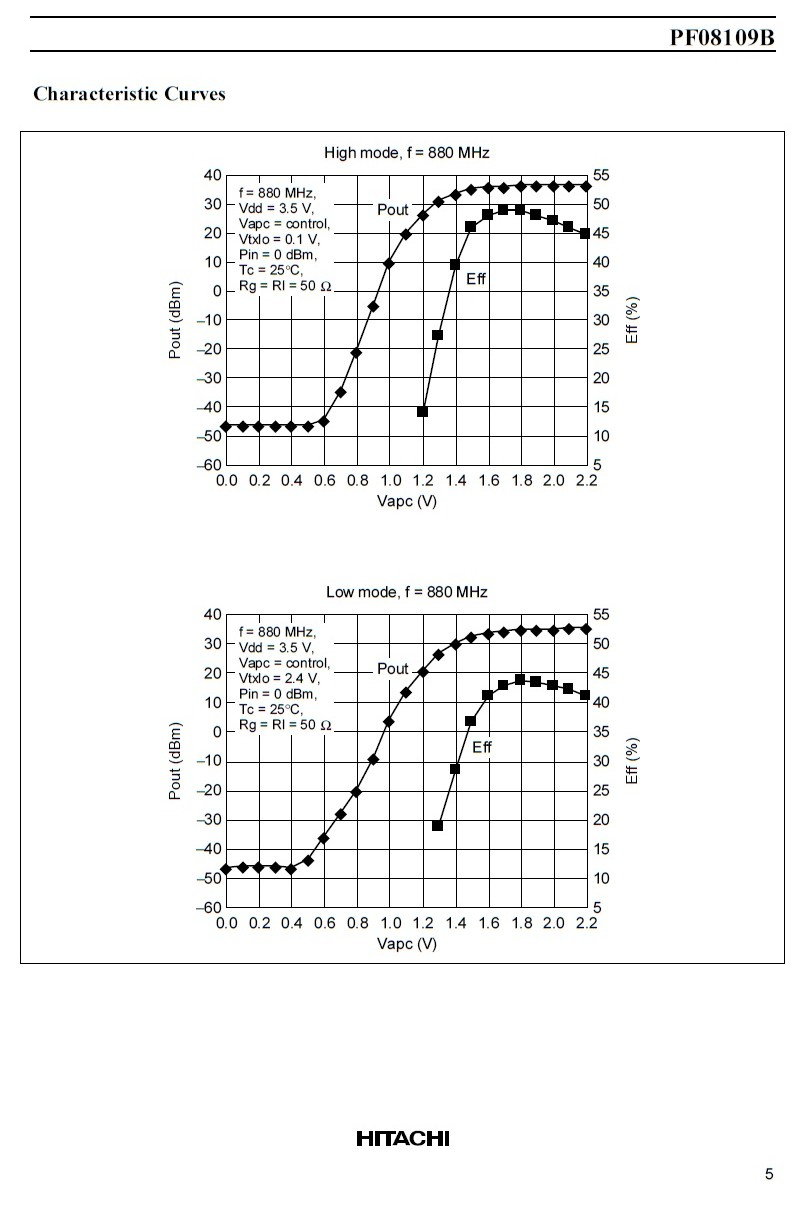 PF08109B
Characteristic Curves
High mode, f = 880 MHz
f = 880 MHz,
Vdd = 3.5 V,
Vapc = control,
Vtxlo = 0.1 V,
Pin = 0 dBm,
Tc = 25°C,
Rg = Rl = 50 Ω
Pout
Eff
40
30
20
10
0
–10
–20
–30
–40
–50
–60
Pout (dBm)
55
50
45
40
35
30
25
20
15
10
5
Eff (%)
0.0 0.2 0.4 0.6 0.8 1.0 1.2 1.4 1.6 1.8 2.0 2.2
Vapc (V)
Low mode, f = 880 MHz
f = 880 MHz,
Vdd = 3.5 V,
Vapc = control,
Vtxlo = 2.4 V,
Pin = 0 dBm,
Tc = 25°C,
Rg = Rl = 50 Ω
Pout
Eff
40
30
20
10
0
–10
–20
–30
–40
–50
–60
Pout (dBm)
55
50
45
40
35
30
25
20
15
10
5
Eff (%)
0.0 0.2 0.4 0.6 0.8 1.0 1.2 1.4 1.6 1.8 2.0 2.2
Vapc (V)
HITACHI
5